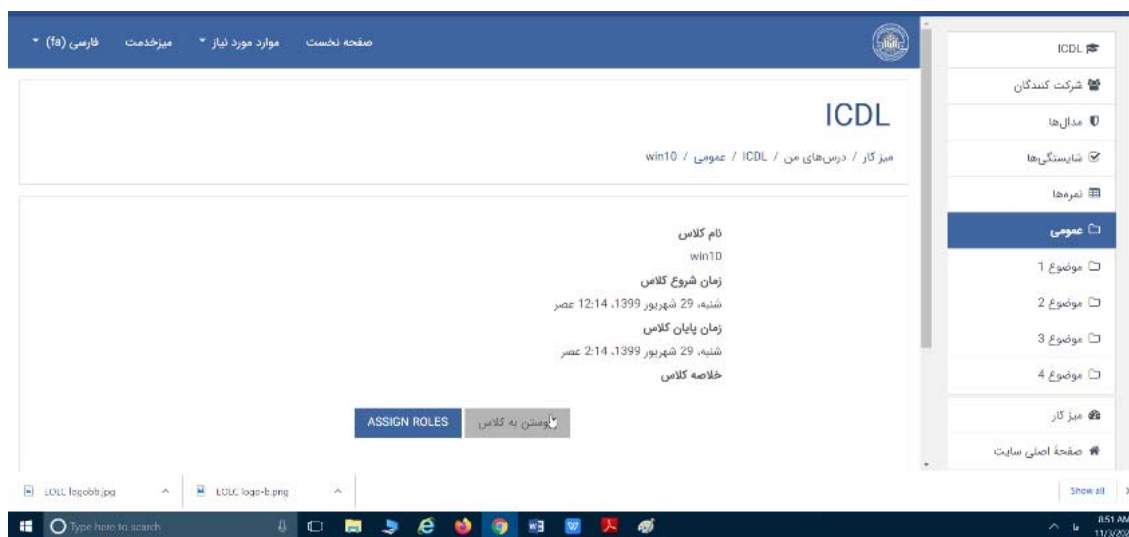 صفحه نخست
موارد مورد نیاز
میزخدمت
فارسی (fa)
ICDL
شرکت کنندگان
مدال‌ها
شایستگی‌ها
نمره‌ها
عمومی
موضوع 1
موضوع 2
موضوع 3
موضوع 4
میز کار
صفحهٔ اصلی سایت
ICDL
میز کار / درس‌های من / ICDL / عمومی / win10
نام کلاس
win10
زمان شروع کلاس
شنبه، 29 شهریور 1399، 12:14 عصر
زمان پایان کلاس
شنبه، 29 شهریور 1399، 2:14 عصر
خلاصه کلاس
به کلاس
ASSIGN ROLES
Show all
Type here to search
8:51 AM